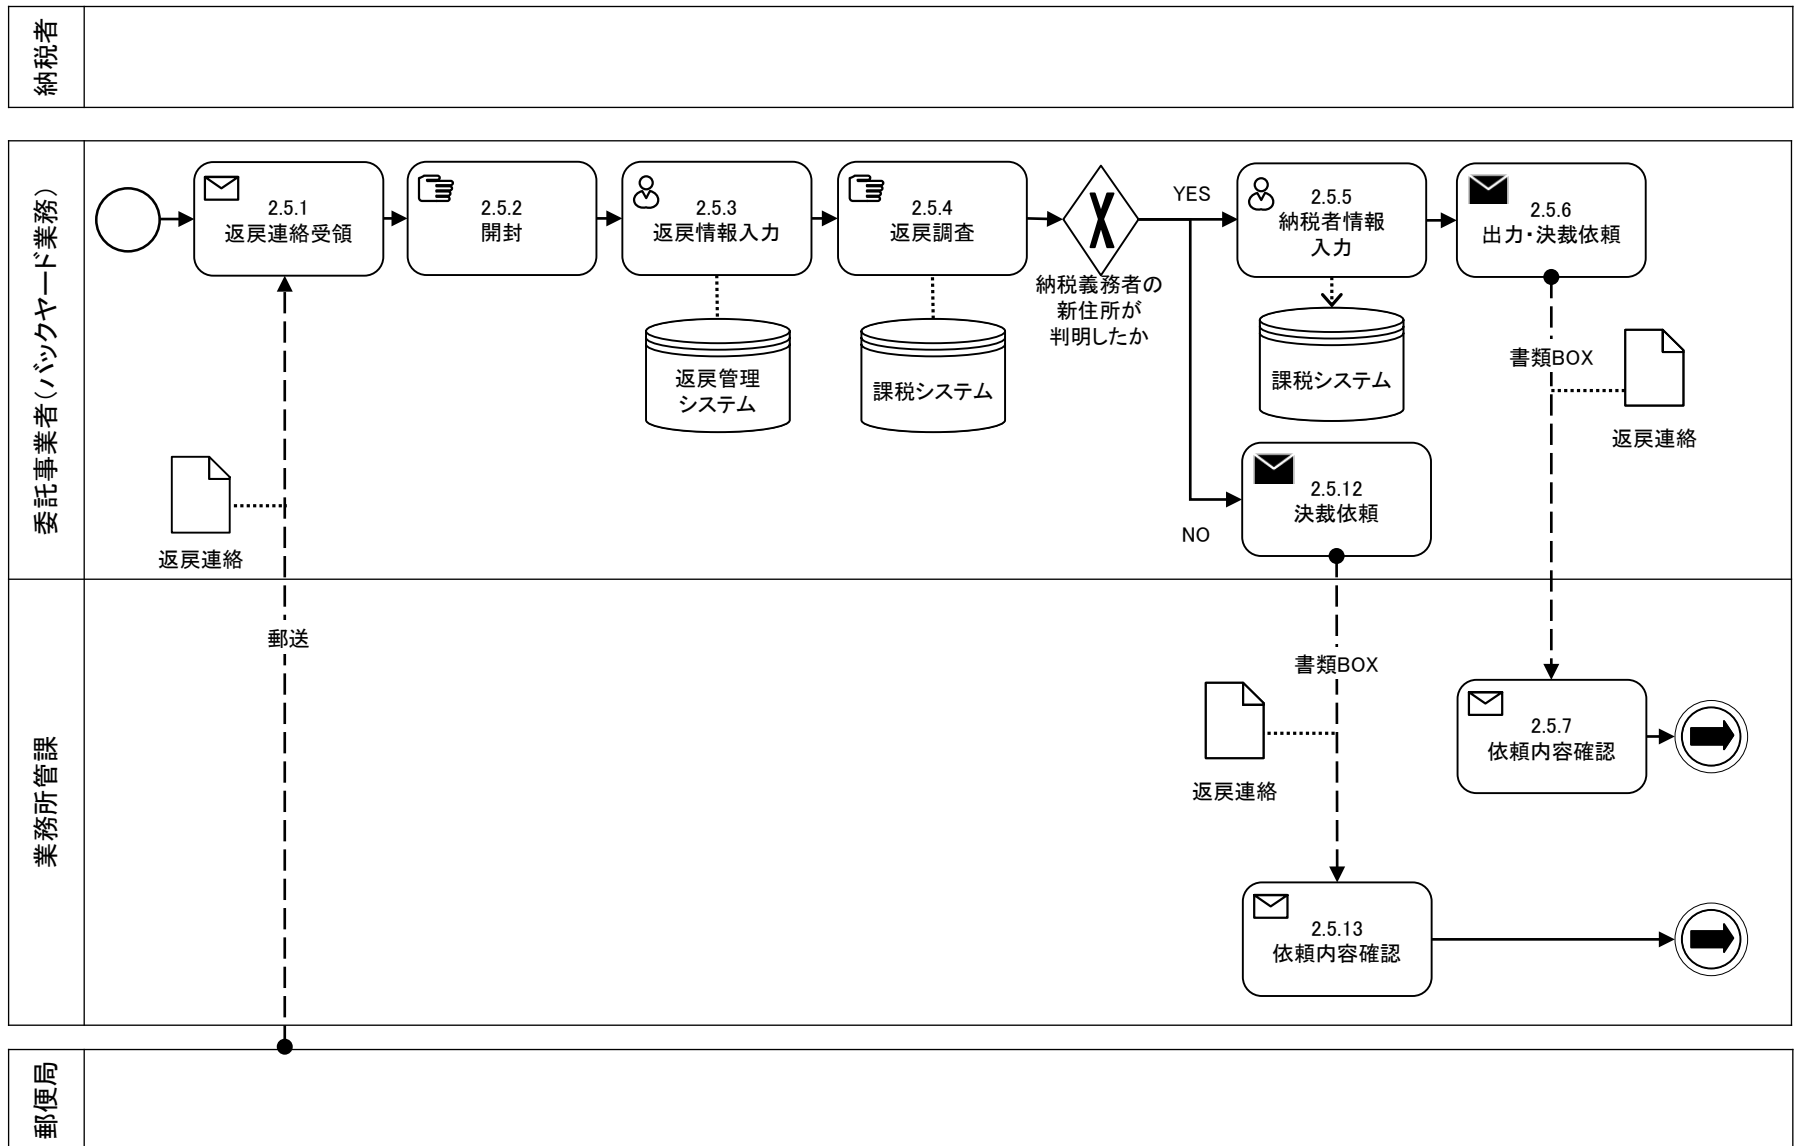 納税者
委託事業者(バックヤード業務)
2.5.1
返戻連絡受領
2.5.2
開封
2.5.3
返戻情報入力
2.5.4
返戻調査
納税義務者の
新住所が
判明したか
YES
NO
2.5.5
納税者情報
入力
2.5.6
出力・決裁依頼
返戻管理
システム
課税システム
課税システム
書類BOX
返戻連絡
2.5.12
決裁依頼
返戻連絡
業務所管課
郵送
書類BOX
返戻連絡
2.5.7
依頼内容確認
2.5.13
依頼内容確認
郵便局